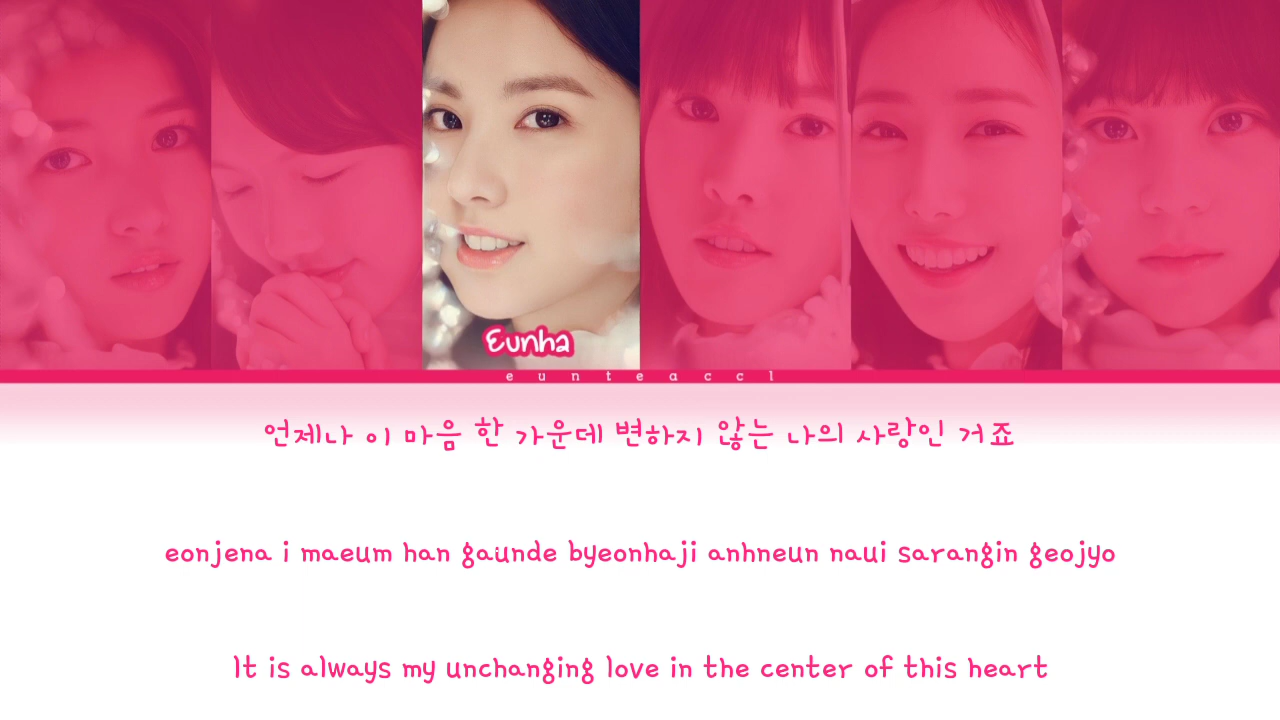 Eunha
e u n t e a c c l
언제나 이 마음 한 가운데 변하지 않는 나의 사랑인 거죠
eonjena i maeum han gaunde byeonhaji anhneun naui sarangin geojyo
It is always my unchanging love in the center of this heart